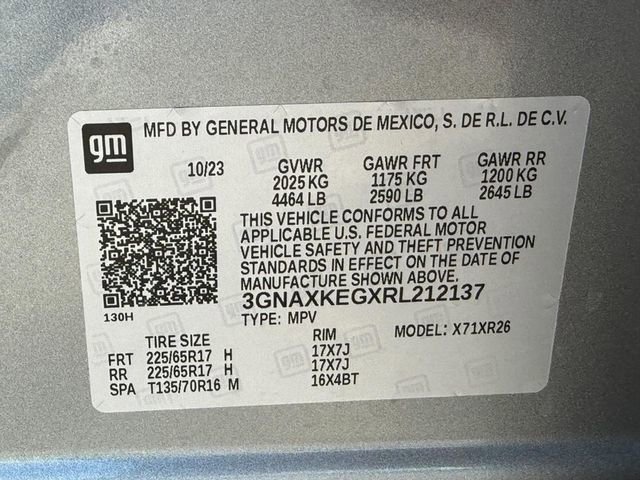 gm MFD BY GENERAL MOTORS DE MEXICO, S. DE R.L. DE C.V.
10/23 GVWR GAWR FRT GAWR RR
2025 KG 1175 KG 1200 KG
4464 LB 2590 LB 2645 LB
THIS VEHICLE CONFORMS TO ALL
APPLICABLE U.S. FEDERAL MOTOR
VEHICLE SAFETY AND THEFT PREVENTION
STANDARDS IN EFFECT ON THE DATE OF
MANUFACTURE SHOWN ABOVE.
3GNAXKEGXRL212137
130H
TYPE: MPV MODEL: X71XR26
TIRE SIZE RIM
FRT 225/65R17 H 17X7J
RR 225/65R17 H 17X7J
SPA T135/70R16 M 16X4BT